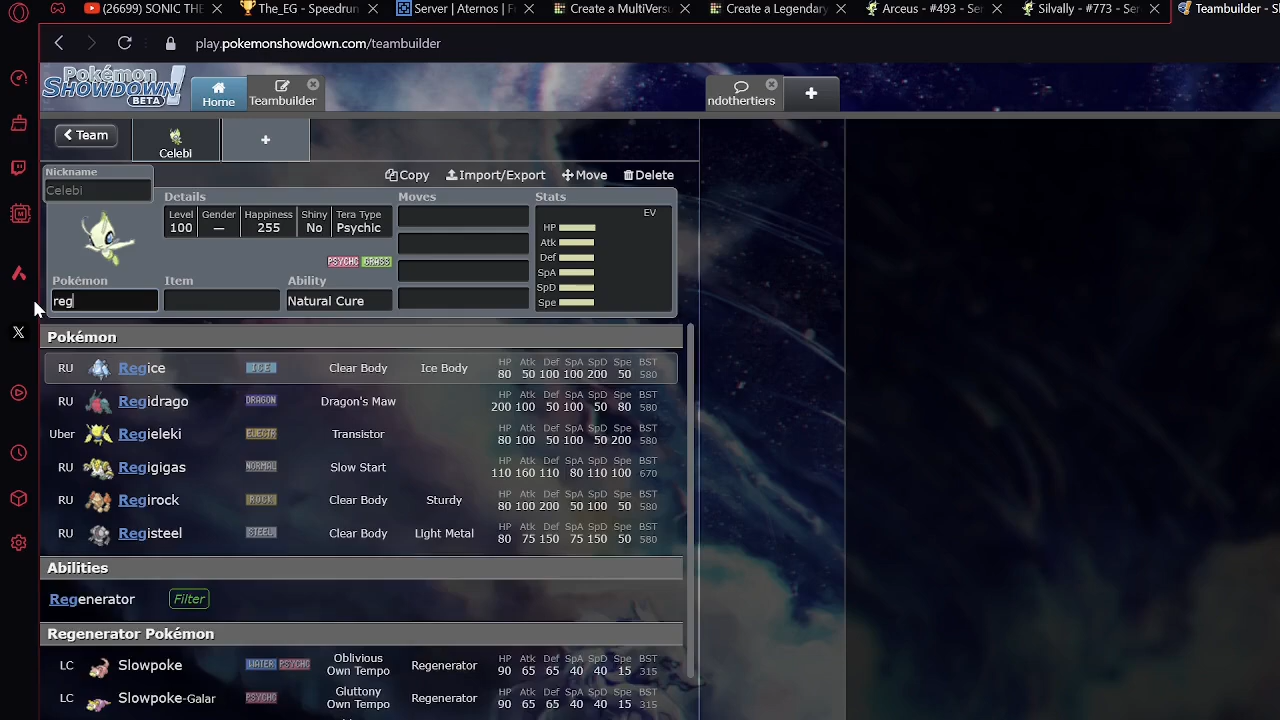 (26699) SONIC THE
The_EG - Speedrun
Server | Aternos | Fr
Create a MultiVersu
Create a Legendary
Arceus - #493 - Ser
Silvally - #773 - Ser
Teambuilder - S
play.pokemonshowdown.com/teambuilder
Pokémon SHOWDOWN! BETA
Home
Teambuilder
ndothertiers
Team
Celebi
Nickname
Celebi
Copy Import/Export Move Delete
Details
Level Gender Happiness Shiny Tera Type
100 — 255 No Psychic
PSYCHC GRASS
Moves
Stats
EV
HP
Atk
Def
SpA
SpD
Spe
Pokémon Item Ability
reg Natural Cure
Pokémon
RU Regice ICE Clear Body Ice Body HP 80 Atk 50 Def 100 SpA 100 SpD 200 Spe 50 BST 580
RU Regidrago DRAGON Dragon's Maw HP 200 Atk 100 Def 50 SpA 100 SpD 50 Spe 80 BST 580
Uber Regieleki ELECTR Transistor HP 80 Atk 100 Def 50 SpA 100 SpD 50 Spe 200 BST 580
RU Regigigas NORMAL Slow Start HP 110 Atk 160 Def 110 SpA 80 SpD 110 Spe 100 BST 670
RU Regirock ROCK Clear Body Sturdy HP 80 Atk 100 Def 200 SpA 50 SpD 100 Spe 50 BST 580
RU Registeel STEEL Clear Body Light Metal HP 80 Atk 75 Def 150 SpA 75 SpD 150 Spe 50 BST 580
Abilities
Regenerator Filter
Regenerator Pokémon
LC Slowpoke WATER PSYCHC Oblivious Own Tempo Regenerator HP 90 Atk 65 Def 65 SpA 40 SpD 40 Spe 15 BST 315
LC Slowpoke-Galar PSYCHC Gluttony Own Tempo Regenerator HP 90 Atk 65 Def 65 SpA 40 SpD 40 Spe 15 BST 315